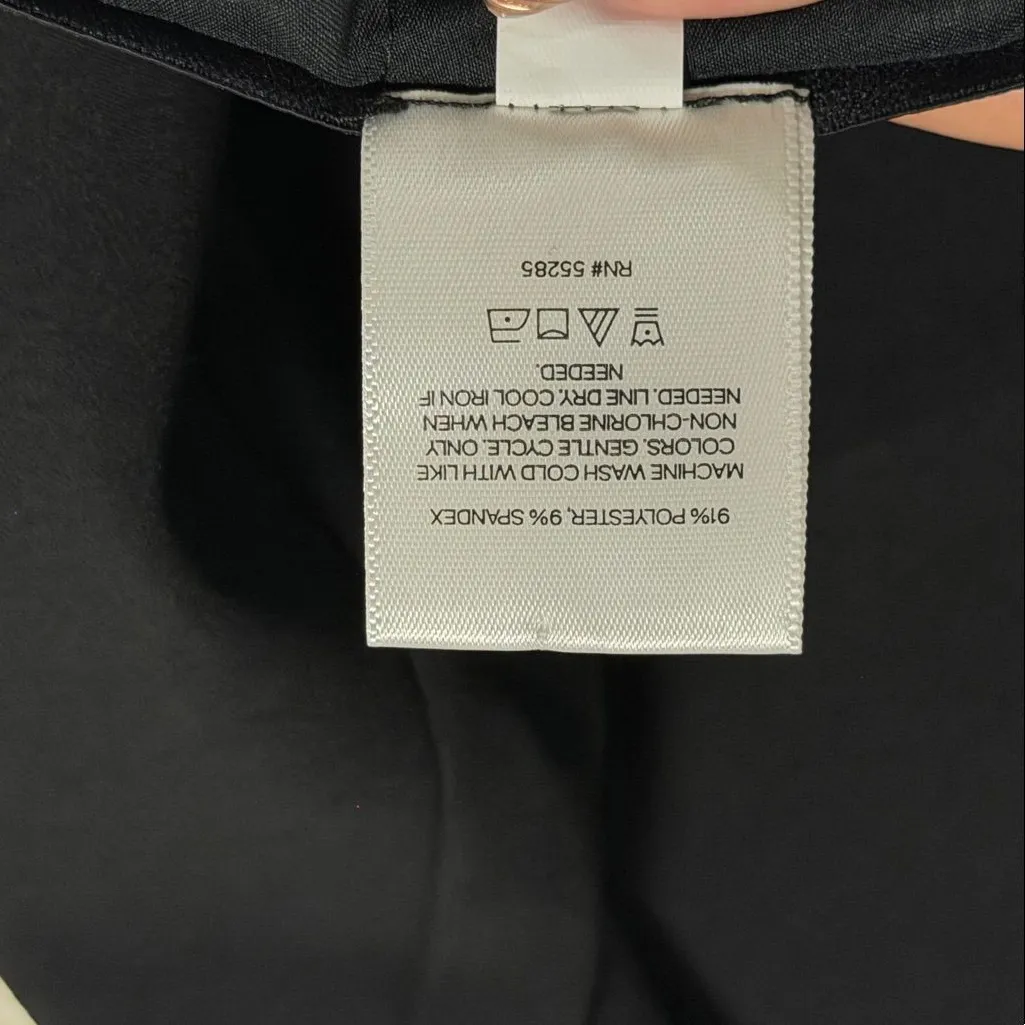 91% POLYESTER, 9% SPANDEX
MACHINE WASH COLD WITH LIKE
COLORS. GENTLE CYCLE. ONLY
NON-CHLORINE BLEACH WHEN
NEEDED. LINE DRY. COOL IRON IF
NEEDED.
RN# 55285